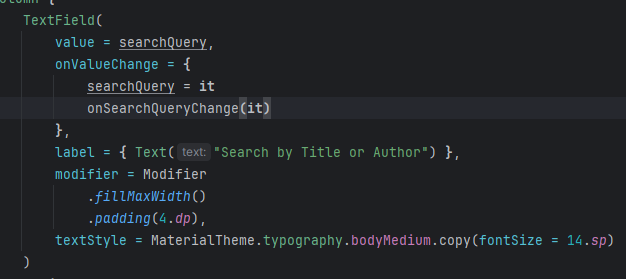 TextField(
value = searchQuery,
onValueChange = {
searchQuery = it
onSearchQueryChange(it)
},
label = { Text( text: "Search by Title or Author") },
modifier = Modifier
.fillMaxWidth()
.padding(4.dp),
textStyle = MaterialTheme.typography.bodyMedium.copy(fontSize = 14.sp)
)